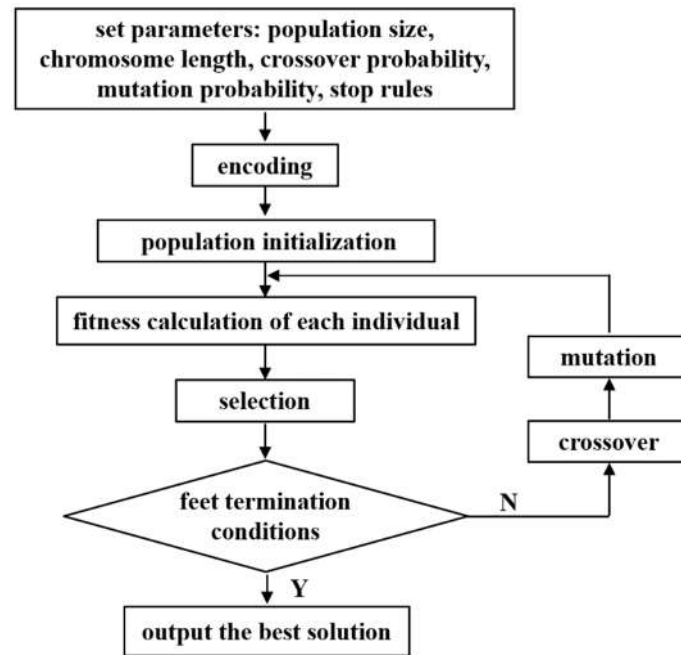 set parameters: population size,
chromosome length, crossover probability,
mutation probability, stop rules
encoding
population initialization
fitness calculation of each individual
selection
feet termination
conditions
N
Y
output the best solution
mutation
crossover